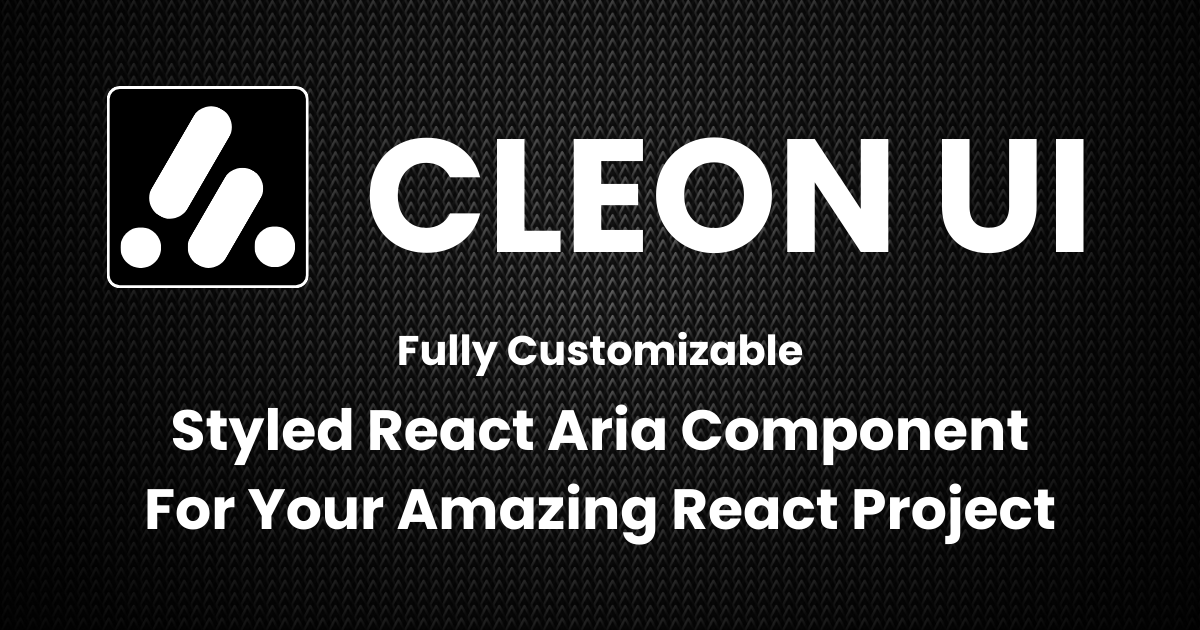 CLEON UI
Fully Customizable
Styled React Aria Component
For Your Amazing React Project